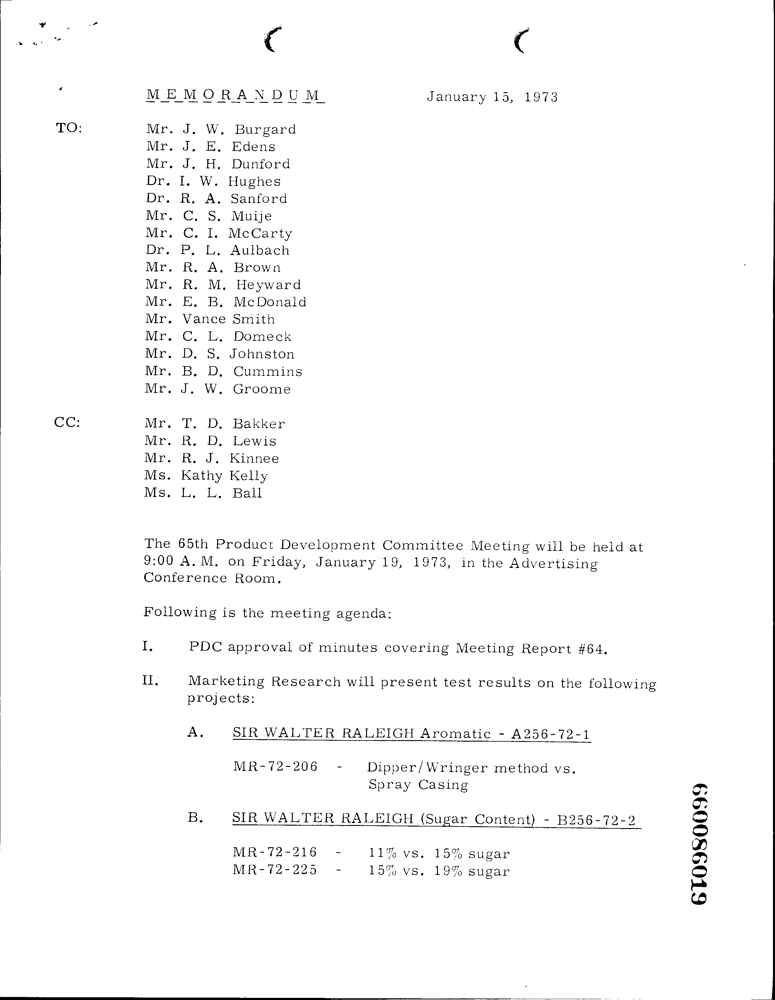 MEMORANDUM January 15, 1973
TO: Mr. J. W. Burgard
Mr. J. E. Edens
Mr. J. H. Dunford
Dr. I. W. Hughes
Dr. R. A. Sanford
Mr. C. S. Muije
Mr. C. I. McCarty
Dr. P. L. Aulbach
Mr. R. A. Brown
Mr. R. M. Heyward
Mr. E. B. McDonald
Mr. Vance Smith
Mr. C. L. Domeck
Mr. D. S. Johnston
Mr. B. D. Cummins
Mr. J. W. Groome
CC: Mr. T. D. Bakker
Mr. R. D. Lewis
Mr. R. J. Kinnee
Ms. Kathy Kelly
Ms. L. L. Ball
The 65th Product Development Committee Meeting will be held at
9:00 A. M. on Friday, January 19, 1973, in the Advertising
Conference Room.
Following is the meeting agenda:
I. PDC approval of minutes covering Meeting Report #64.
II. Marketing Research will present test results on the following
projects:
A. SIR WALTER RALEIGH Aromatic - A256-72-1
MR-72-206 - Dipper/Wringer method vs.
Spray Casing
B. SIR WALTER RALEIGH (Sugar Content) - B256-72-2
MR-72-216 - 11% vs. 15% sugar
MR-72-225 - 15% vs. 19% sugar
660086019